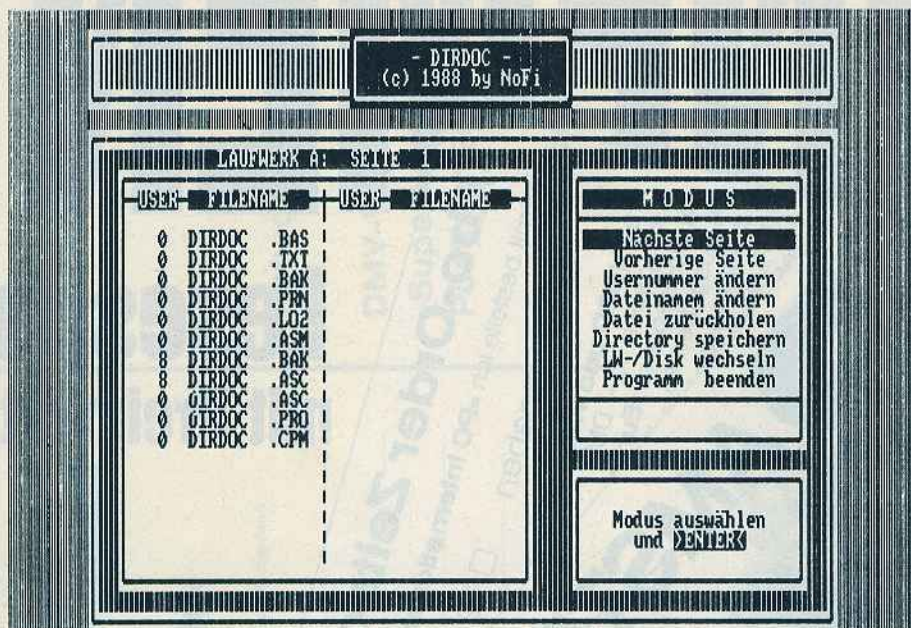 - DIRDOC -
(c) 1988 by NoFi
LAUFWERK A: SEITE 1
USER FILENAME USER FILENAME
0 DIRDOC .BAS
0 DIRDOC .TXT
0 DIRDOC .BAK
0 DIRDOC .PRN
0 DIRDOC .LO2
0 DIRDOC .ASM
8 DIRDOC .BAK
8 DIRDOC .ASC
0 .ASC
0 .PRO
0 DIRDOC .CPM
M O D U S
Nächste Seite
Vorherige Seite
Usernummer ändern
Dateinamem ändern
Datei zurückholen
Directory speichern
LW-/Disk wechseln
Programm beenden
Modus auswählen
und >ENTER<